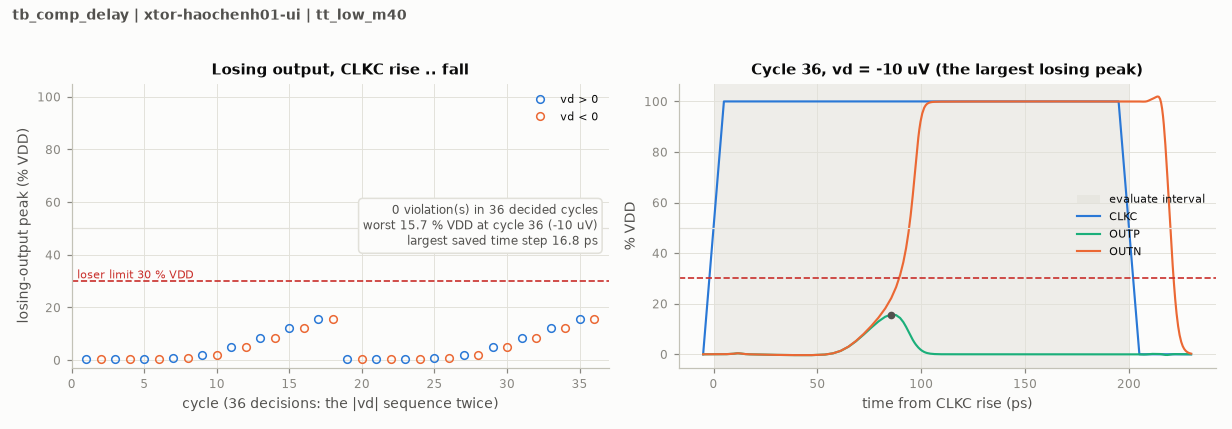 tb_comp_delay | xtor-haochenh01-ui | tt_low_m40
Losing output, CLKC rise .. fall
losing-output peak (% VDD)
100
80
60
40
20
0
vd > 0
vd < 0
0 violation(s) in 36 decided cycles
worst 15.7 % VDD at cycle 36 (-10 uV)
largest saved time step 16.8 ps
loser limit 30 % VDD
0 5 10 15 20 25 30 35
cycle (36 decisions: the |vd| sequence twice)
Cycle 36, vd = -10 uV (the largest losing peak)
% VDD
100
80
60
40
20
0
evaluate interval
CLKC
OUTP
OUTN
0 50 100 150 200
time from CLKC rise (ps)